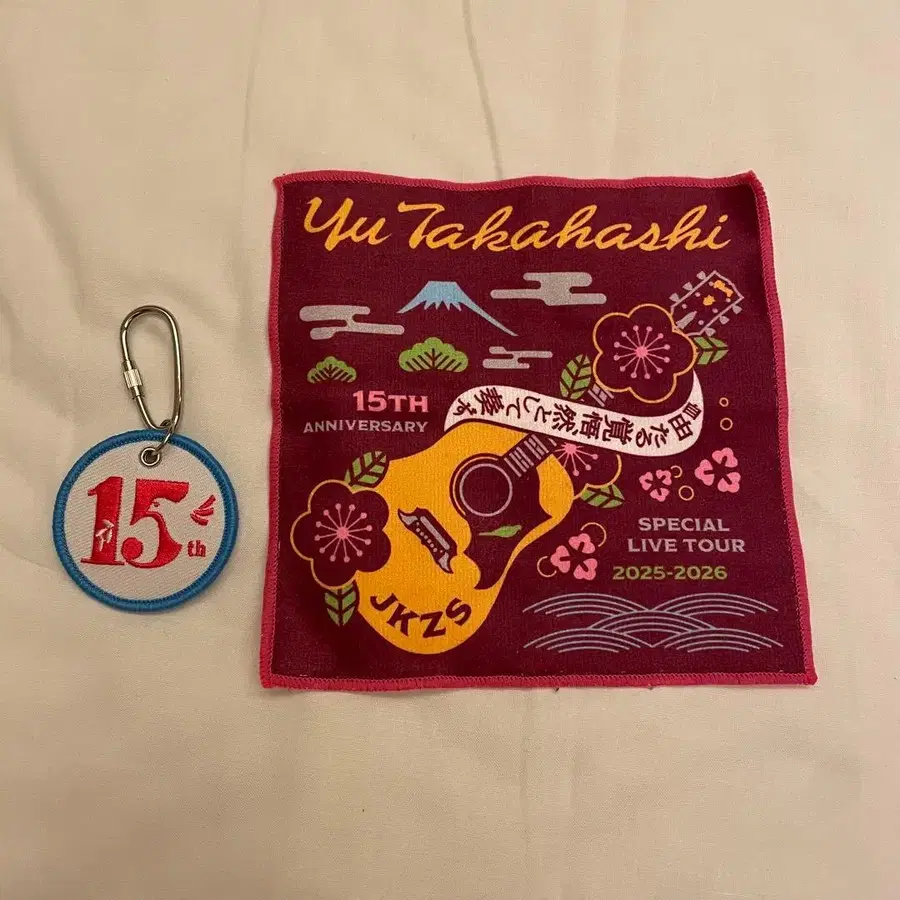 15th
Yu Takahashi
15TH
ANNIVERSARY
自由たる覚悟、然として奏ず
SPECIAL
LIVE TOUR
2025-2026
JKZS